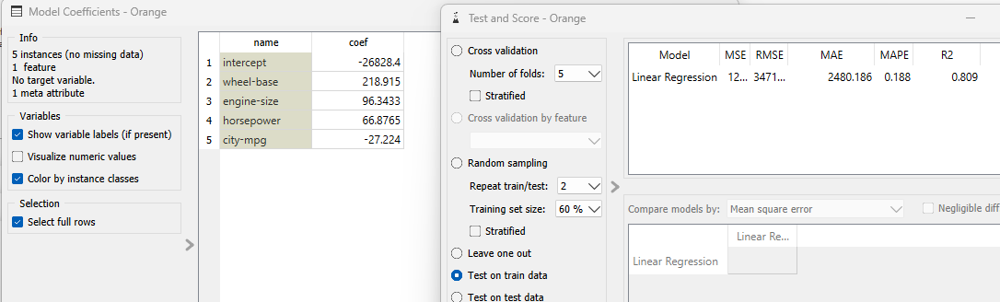 Model Coefficients - Orange
Info
5 instances (no missing data)
1 feature
No target variable.
1 meta attribute
Variables
Show variable labels (if present)
Visualize numeric values
Color by instance classes
Selection
Select full rows
name coef
1 intercept -26828.4
2 wheel-base 218.915
3 engine-size 96.3433
4 horsepower 66.8765
5 city-mpg -27.224
Test and Score - Orange
Cross validation
Number of folds: 5
Stratified
Cross validation by feature
Random sampling
Repeat train/test: 2
Training set size: 60 %
Stratified
Leave one out
Test on train data
Test on test data
Model MSE RMSE MAE MAPE R2
Linear Regression 12... 3471... 2480.186 0.188 0.809
Compare models by: Mean square error Negligible diff
Linear Re...
Linear Regression